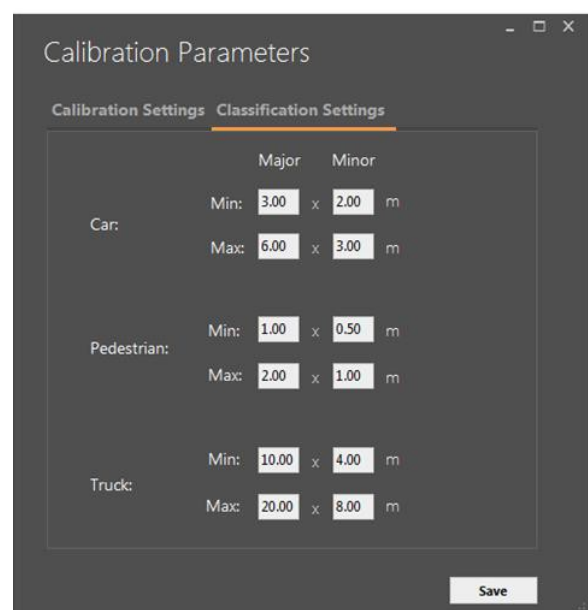 Calibration Parameters
Calibration Settings Classification Settings
Major Minor
Car:
Min: 3.00 x 2.00 m
Max: 6.00 x 3.00 m
Pedestrian:
Min: 1.00 x 0.50 m
Max: 2.00 x 1.00 m
Truck:
Min: 10.00 x 4.00 m
Max: 20.00 x 8.00 m
Save